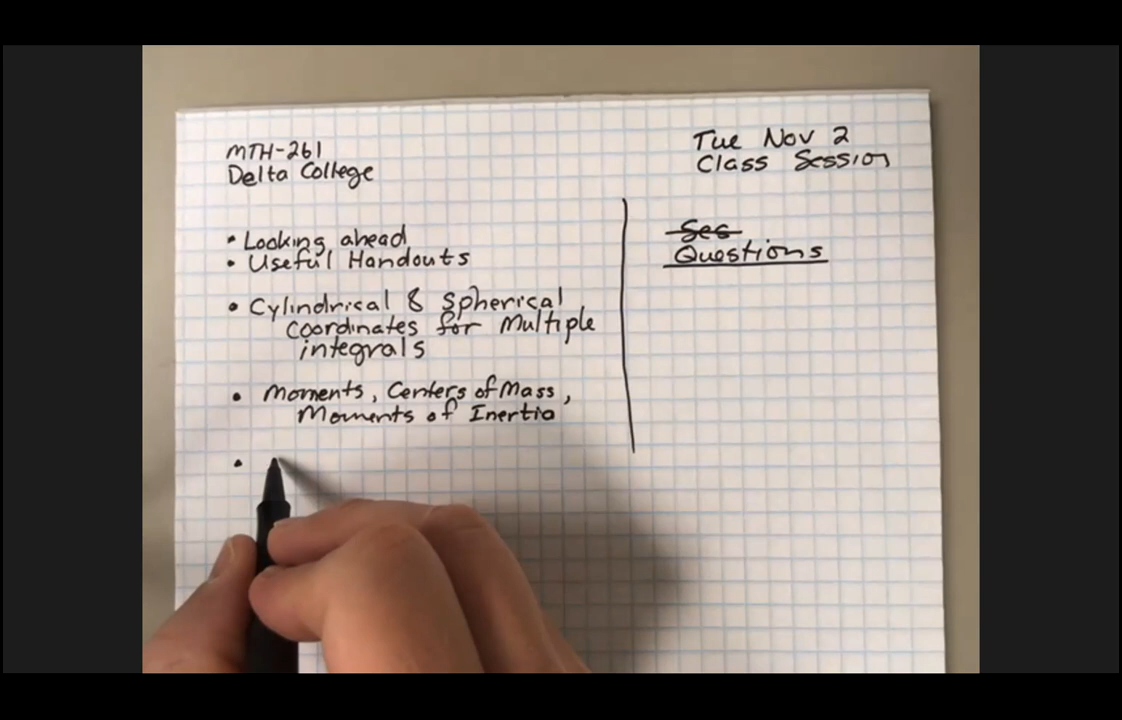 MTH-261
Delta College
Tue Nov 2
Class Session
• Looking ahead
• Useful Handouts
• Cylindrical & Spherical
coordinates for Multiple
integrals
• Moments, Centers of Mass,
Moments of Inertia
•
Ses
Questions